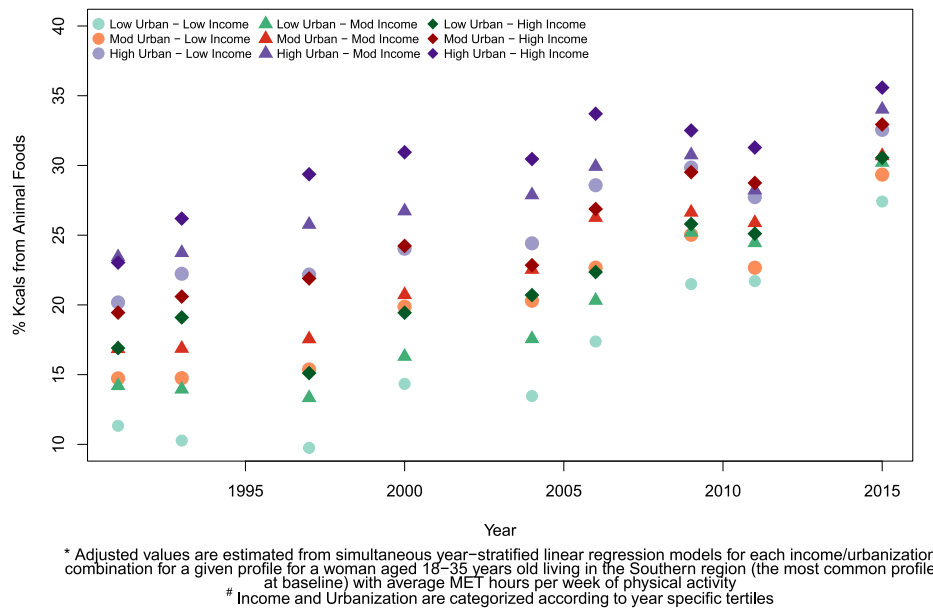 40
35
30
25
20
15
10
% Kcals from Animal Foods
Low Urban − Low Income
Mod Urban − Low Income
High Urban − Low Income
Low Urban − Mod Income
Mod Urban − Mod Income
High Urban − Mod Income
Low Urban − High Income
Mod Urban − High Income
High Urban − High Income
1995
2000
2005
2010
2015
Year
* Adjusted values are estimated from simultaneous year−stratified linear regression models for each income/urbanization
combination for a given profile for a woman aged 18−35 years old living in the Southern region (the most common profile
at baseline) with average MET hours per week of physical activity
# Income and Urbanization are categorized according to year specific tertiles